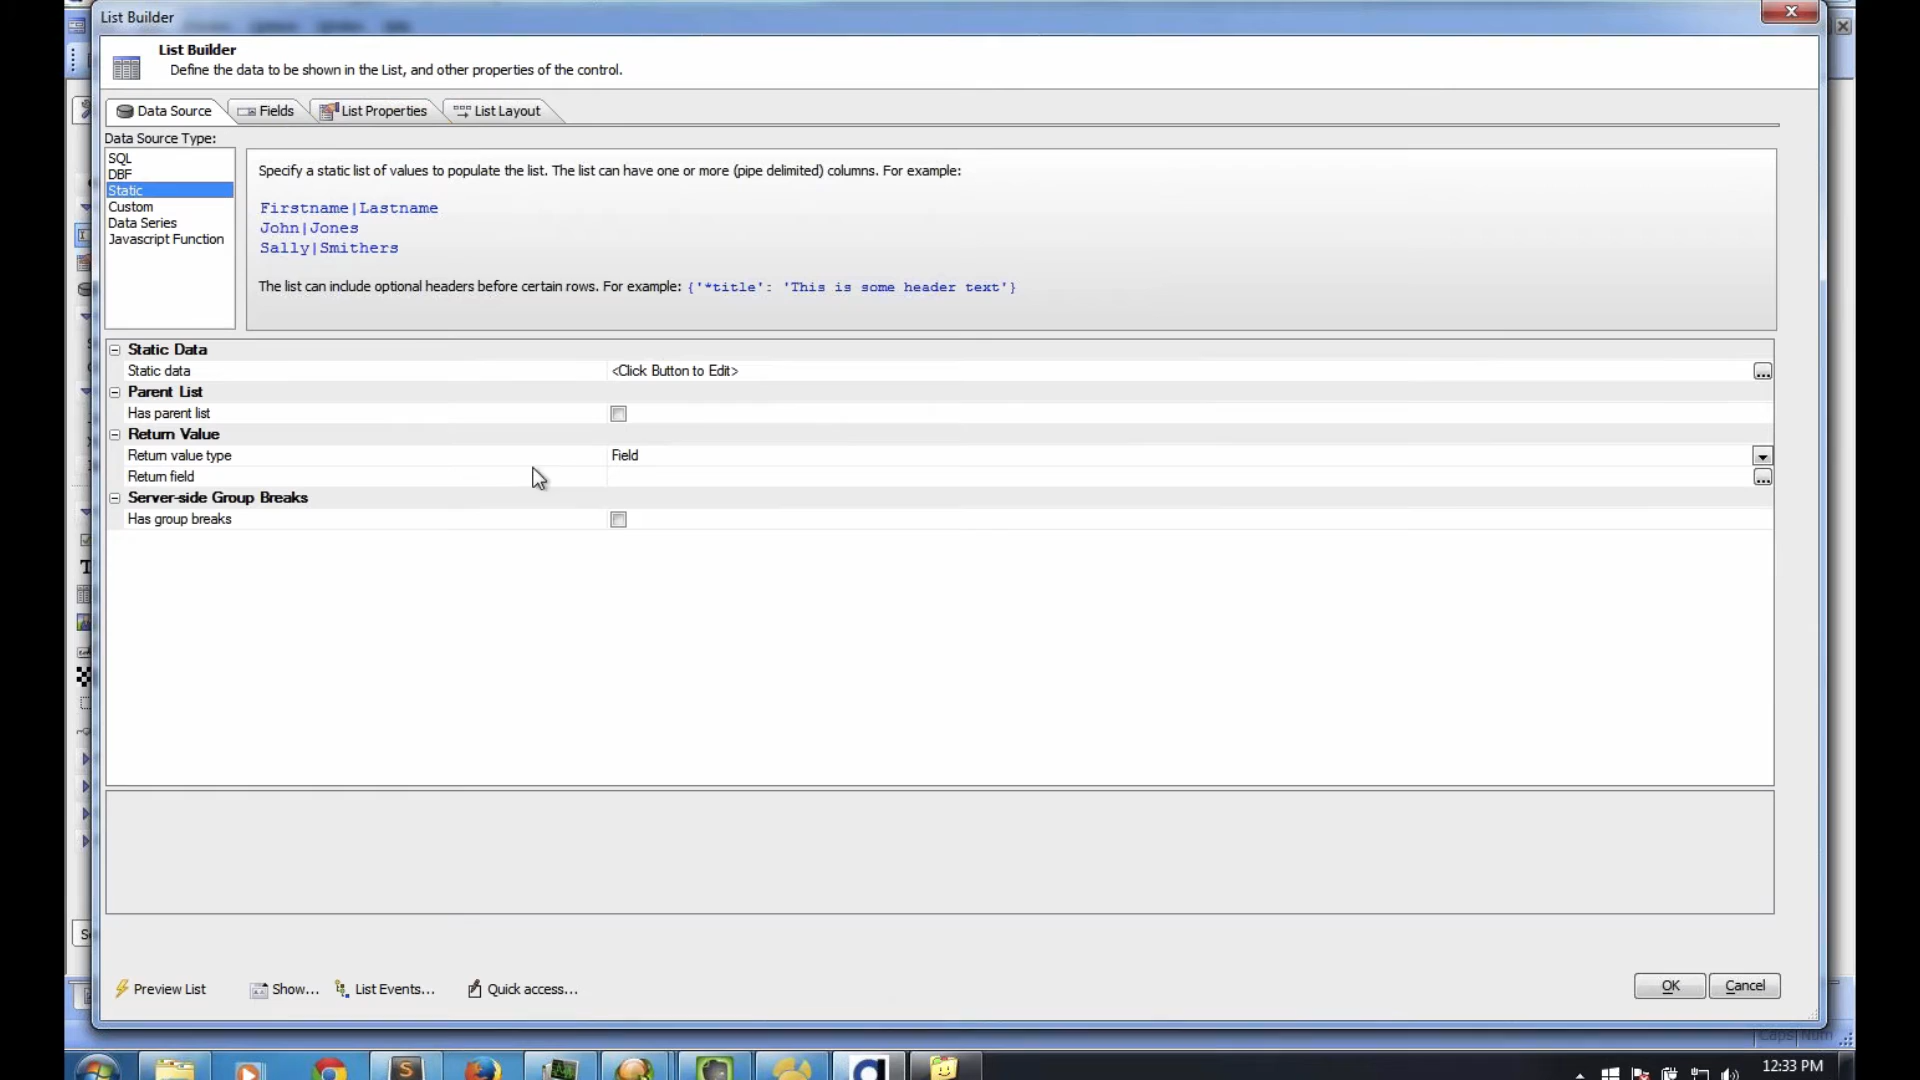 List Builder
List Builder
Define the data to be shown in the List, and other properties of the control.
Data Source
Fields
List Properties
List Layout
Data Source Type:
SQL
DBF
Static
Custom
Data Series
Javascript Function
Specify a static list of values to populate the list. The list can have one or more (pipe delimited) columns. For example:
Firstname|Lastname
John|Jones
Sally|Smithers
The list can include optional headers before certain rows. For example: {'*title': 'This is some header text'}
Static Data
Static data <Click Button to Edit>
Parent List
Has parent list
Return Value
Return value type Field
Return field
Server-side Group Breaks
Has group breaks
Preview List
Show...
List Events...
Quick access...
OK
Cancel
Caps Num
12:33 PM